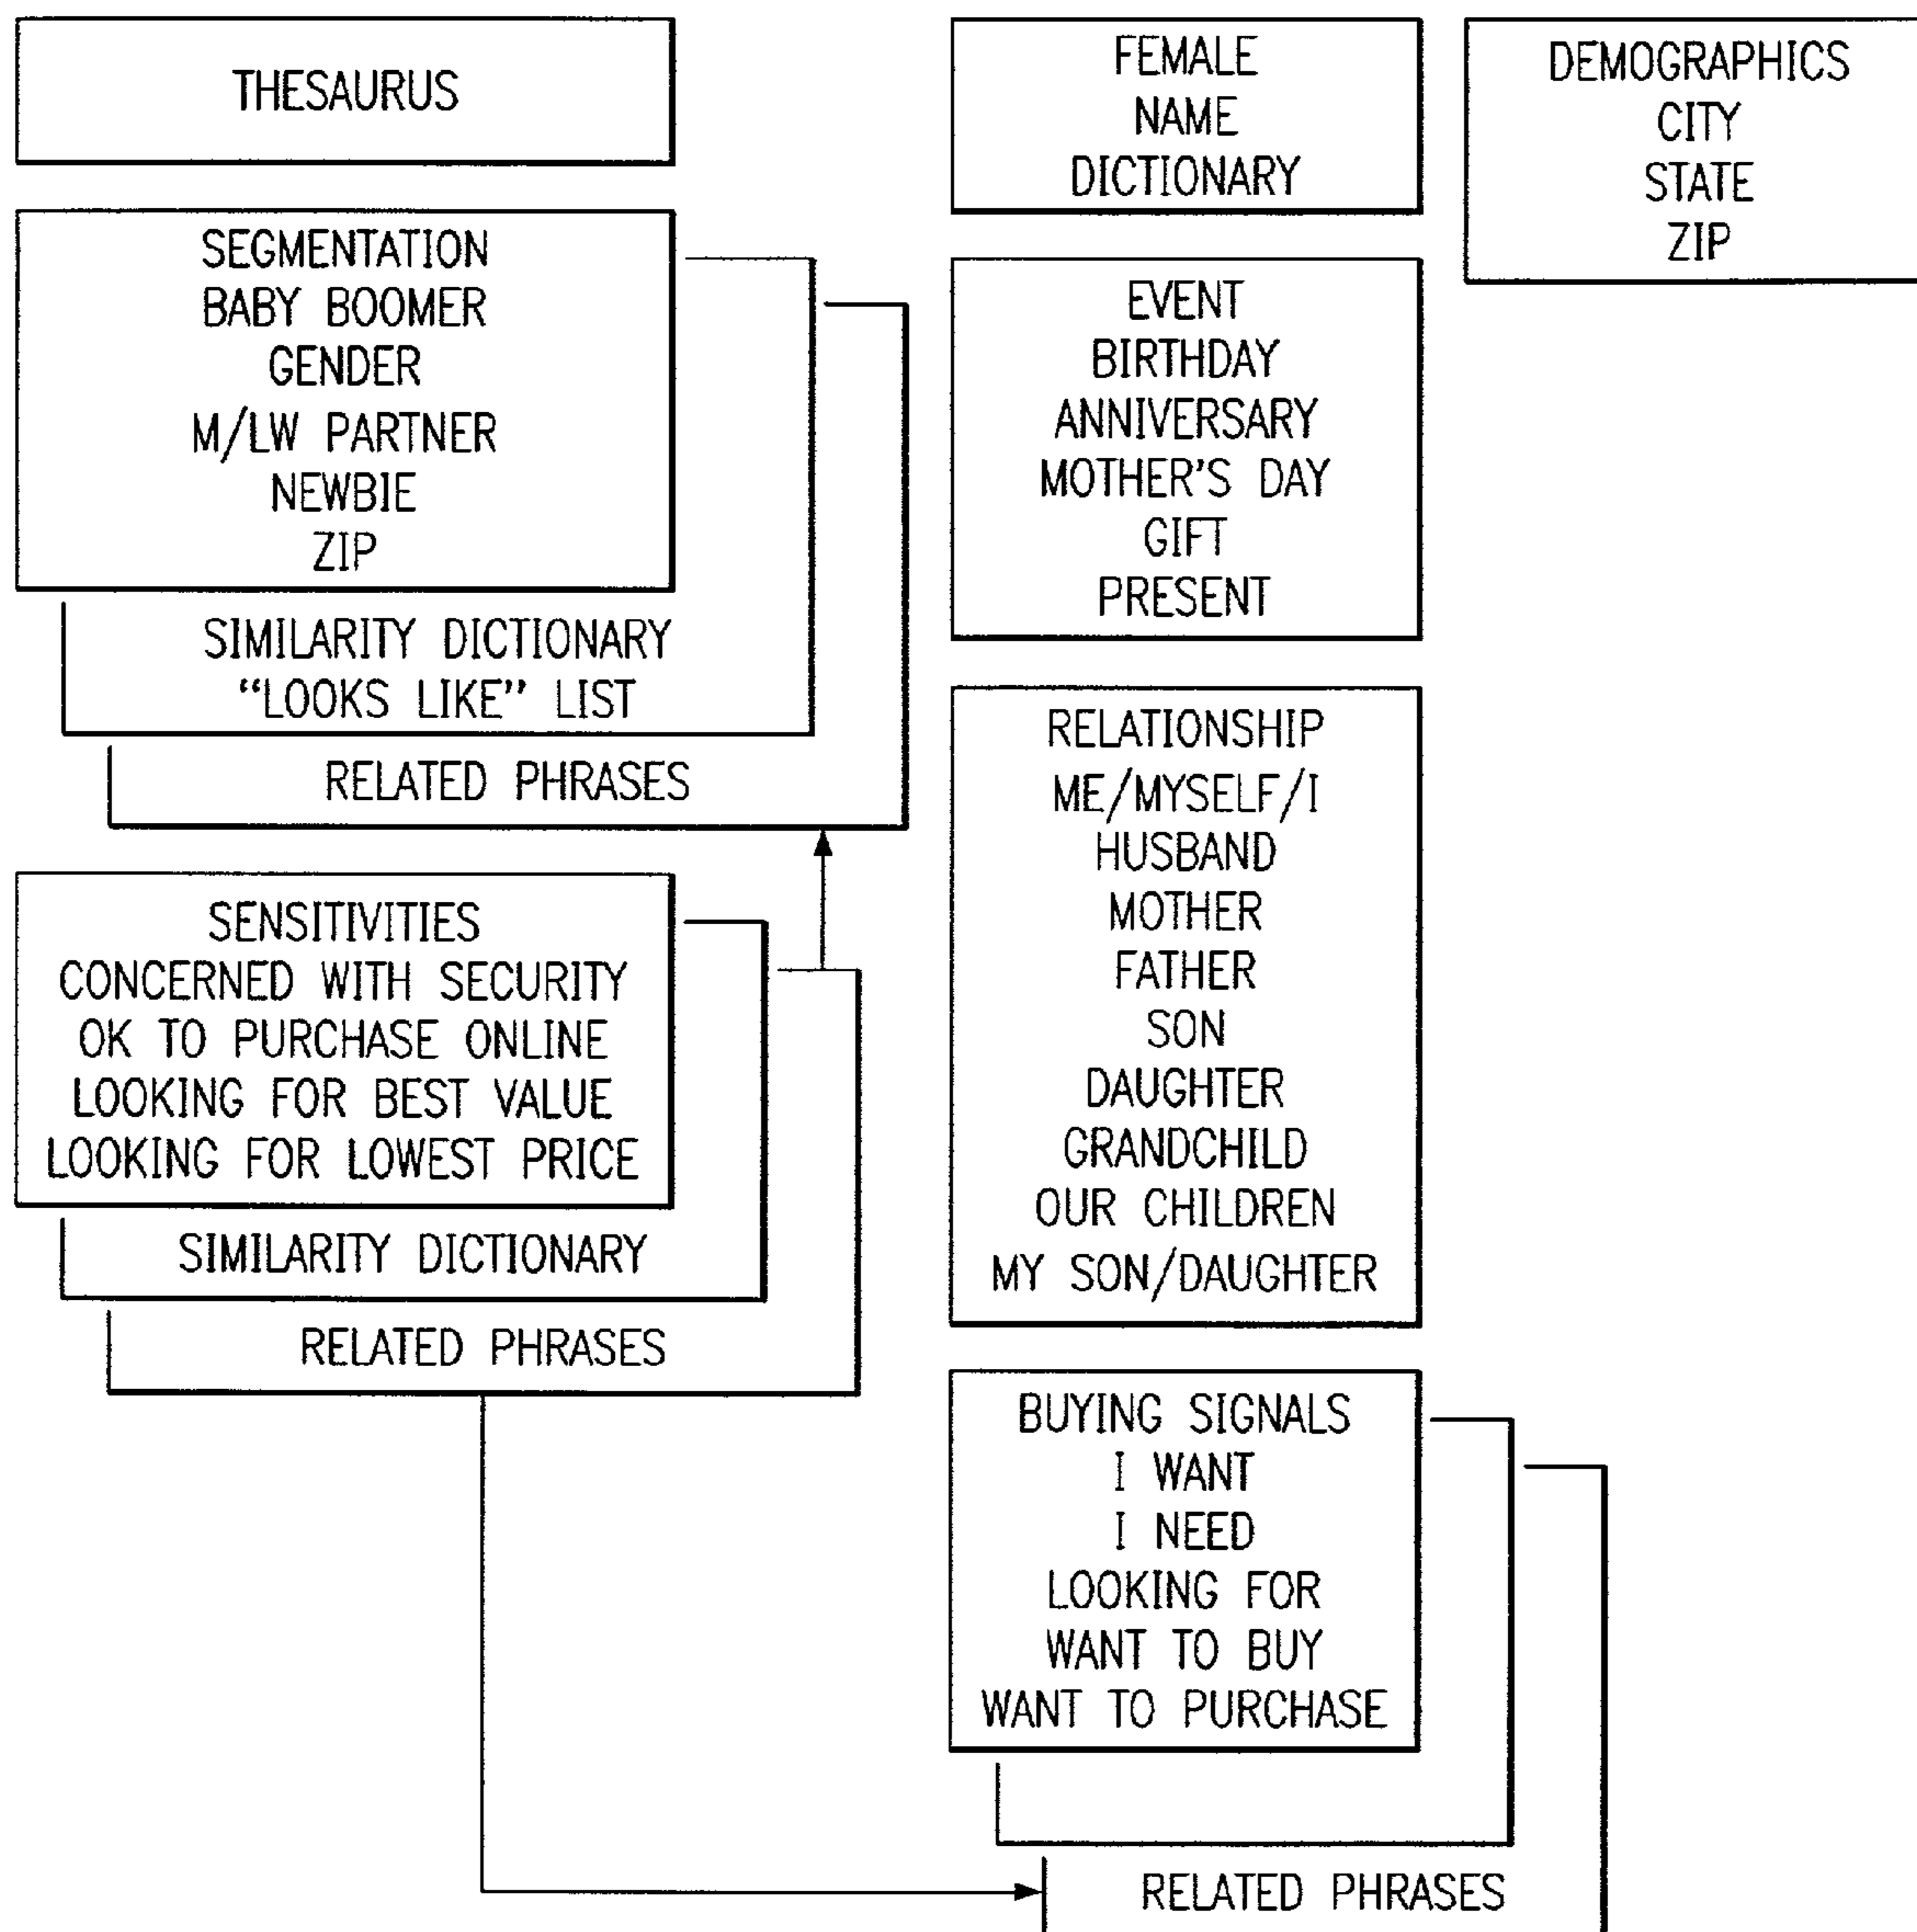 THESAURUS
SEGMENTATION
BABY BOOMER
GENDER
M/LW PARTNER
NEWBIE
ZIP
SIMILARITY DICTIONARY
“LOOKS LIKE” LIST
RELATED PHRASES
SENSITIVITIES
CONCERNED WITH SECURITY
OK TO PURCHASE ONLINE
LOOKING FOR BEST VALUE
LOOKING FOR LOWEST PRICE
SIMILARITY DICTIONARY
RELATED PHRASES
FEMALE
NAME
DICTIONARY
EVENT
BIRTHDAY
ANNIVERSARY
MOTHER'S DAY
GIFT
PRESENT
RELATIONSHIP
ME/MYSELF/I
HUSBAND
MOTHER
FATHER
SON
DAUGHTER
GRANDCHILD
OUR CHILDREN
MY SON/DAUGHTER
BUYING SIGNALS
I WANT
I NEED
LOOKING FOR
WANT TO BUY
WANT TO PURCHASE
RELATED PHRASES
DEMOGRAPHICS
CITY
STATE
ZIP